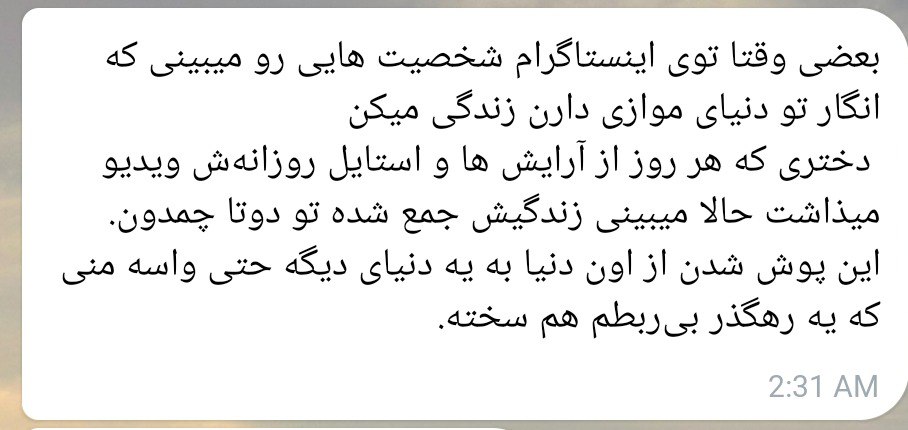 بعضی وقتا توی اینستاگرام شخصیت هایی رو میبینی که
انگار تو دنیای موازی دارن زندگی میکن
دختری که هر روز از آرایش ها و استایل روزانه‌ش ویدیو
میذاشت حالا میبینی زندگیش جمع شده تو دوتا چمدون.
این پوش شدن از اون دنیا به یه دنیای دیگه حتی واسه منی
که یه رهگذر بی‌ربطم هم سخته.
2:31 AM